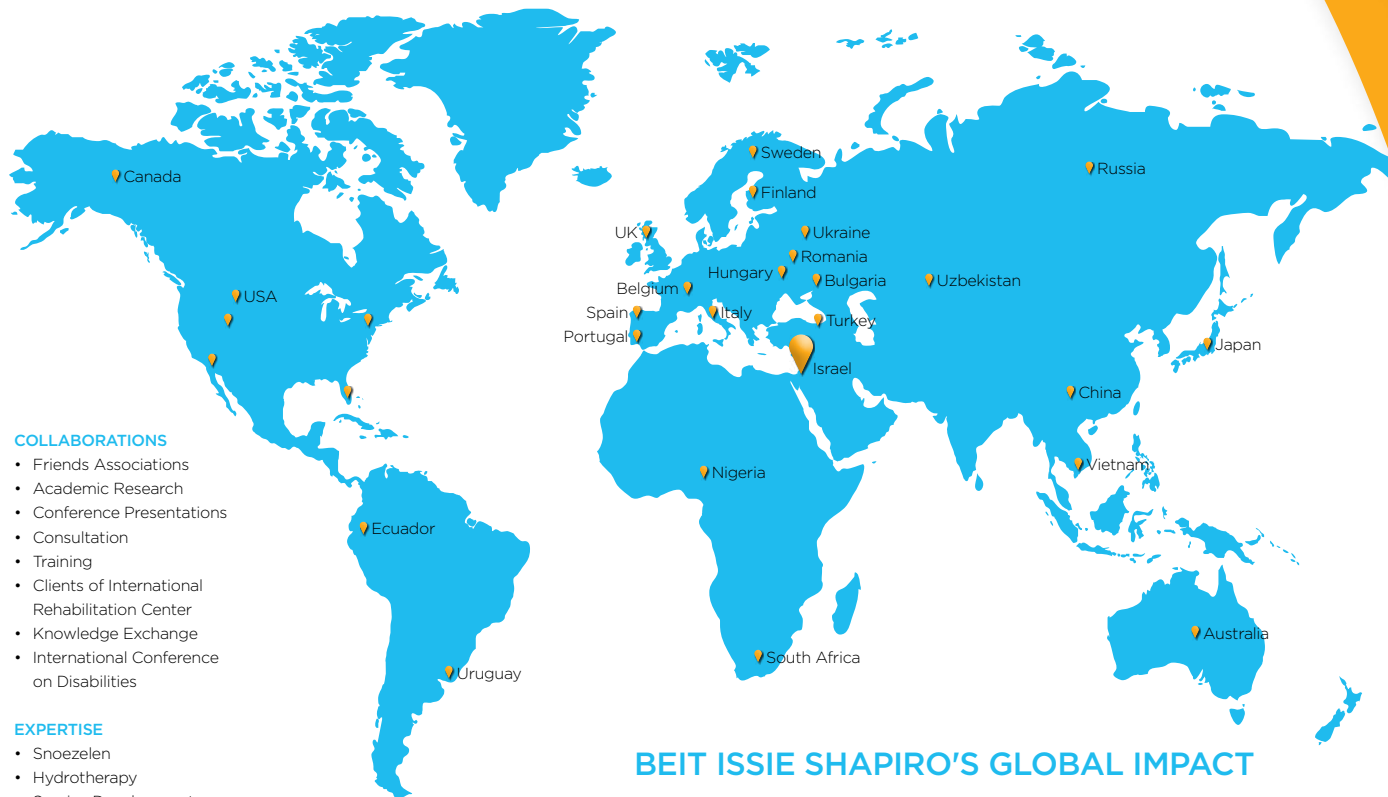 Sweden
Canada
Russia
Finland
UK
Ukraine
Romania
Hungary
Bulgaria
Uzbekistan
Belgium
USA
Spain
Italy
Turkey
Portugal
Japan
Israel
China
Vietnam
Nigeria
Ecuador
Australia
South Africa
Uruguay
COLLABORATIONS
• Friends Associations
• Academic Research
• Conference Presentations
• Consultation
• Training
• Clients of International
Rehabilitation Center
• Knowledge Exchange
• International Conference
on Disabilities
EXPERTISE
• Snoezelen
• Hydrotherapy
BEIT ISSIE SHAPIRO'S GLOBAL IMPACT